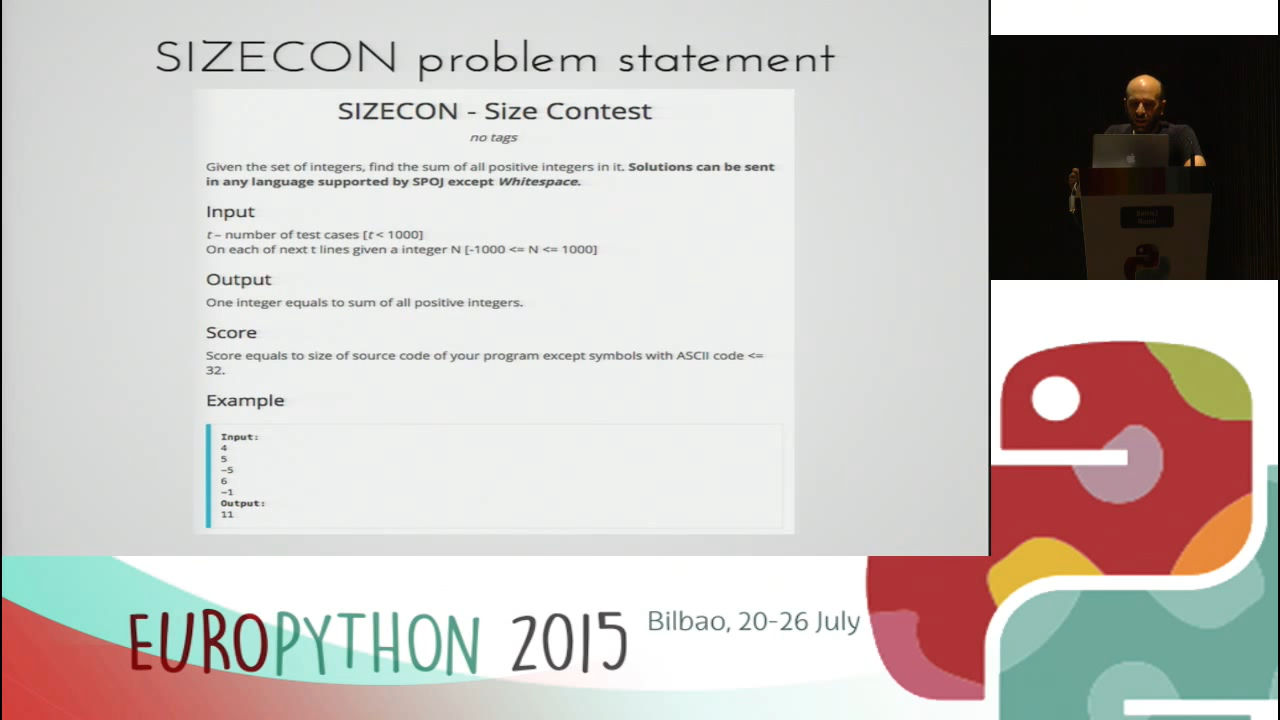 SIZECON problem statement
SIZECON - Size Contest
no tags
Given the set of integers, find the sum of all positive integers in it. Solutions can be sent
in any language supported by SPOJ except Whitespace.
Input
t – number of test cases [t < 1000]
On each of next t lines given a integer N [-1000 <= N <= 1000]
Output
One integer equals to sum of all positive integers.
Score
Score equals to size of source code of your program except symbols with ASCII code <=
32.
Example
Input:
4
5
-5
6
-1
Output:
11
EUROPYTHON 2015
Bilbao, 20-26 July